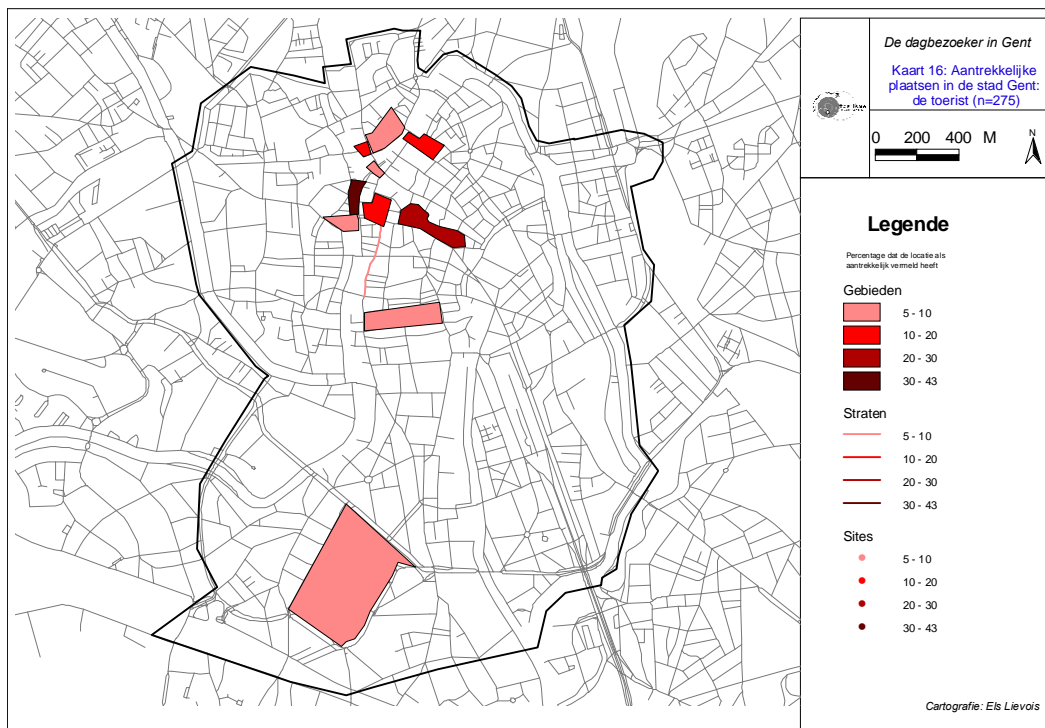 De dagbezoeker in Gent
Kaart 16: Aantrekkelijke
plaatsen in de stad Gent:
de toerist (n=275)
0 200 400 M
N
Legende
Percentage dat de locatie als
aantrekkelijk vermeld heeft
Gebieden
5 - 10
10 - 20
20 - 30
30 - 43
Straten
5 - 10
10 - 20
20 - 30
30 - 43
Sites
5 - 10
10 - 20
20 - 30
30 - 43
Cartografie: Els Lievois